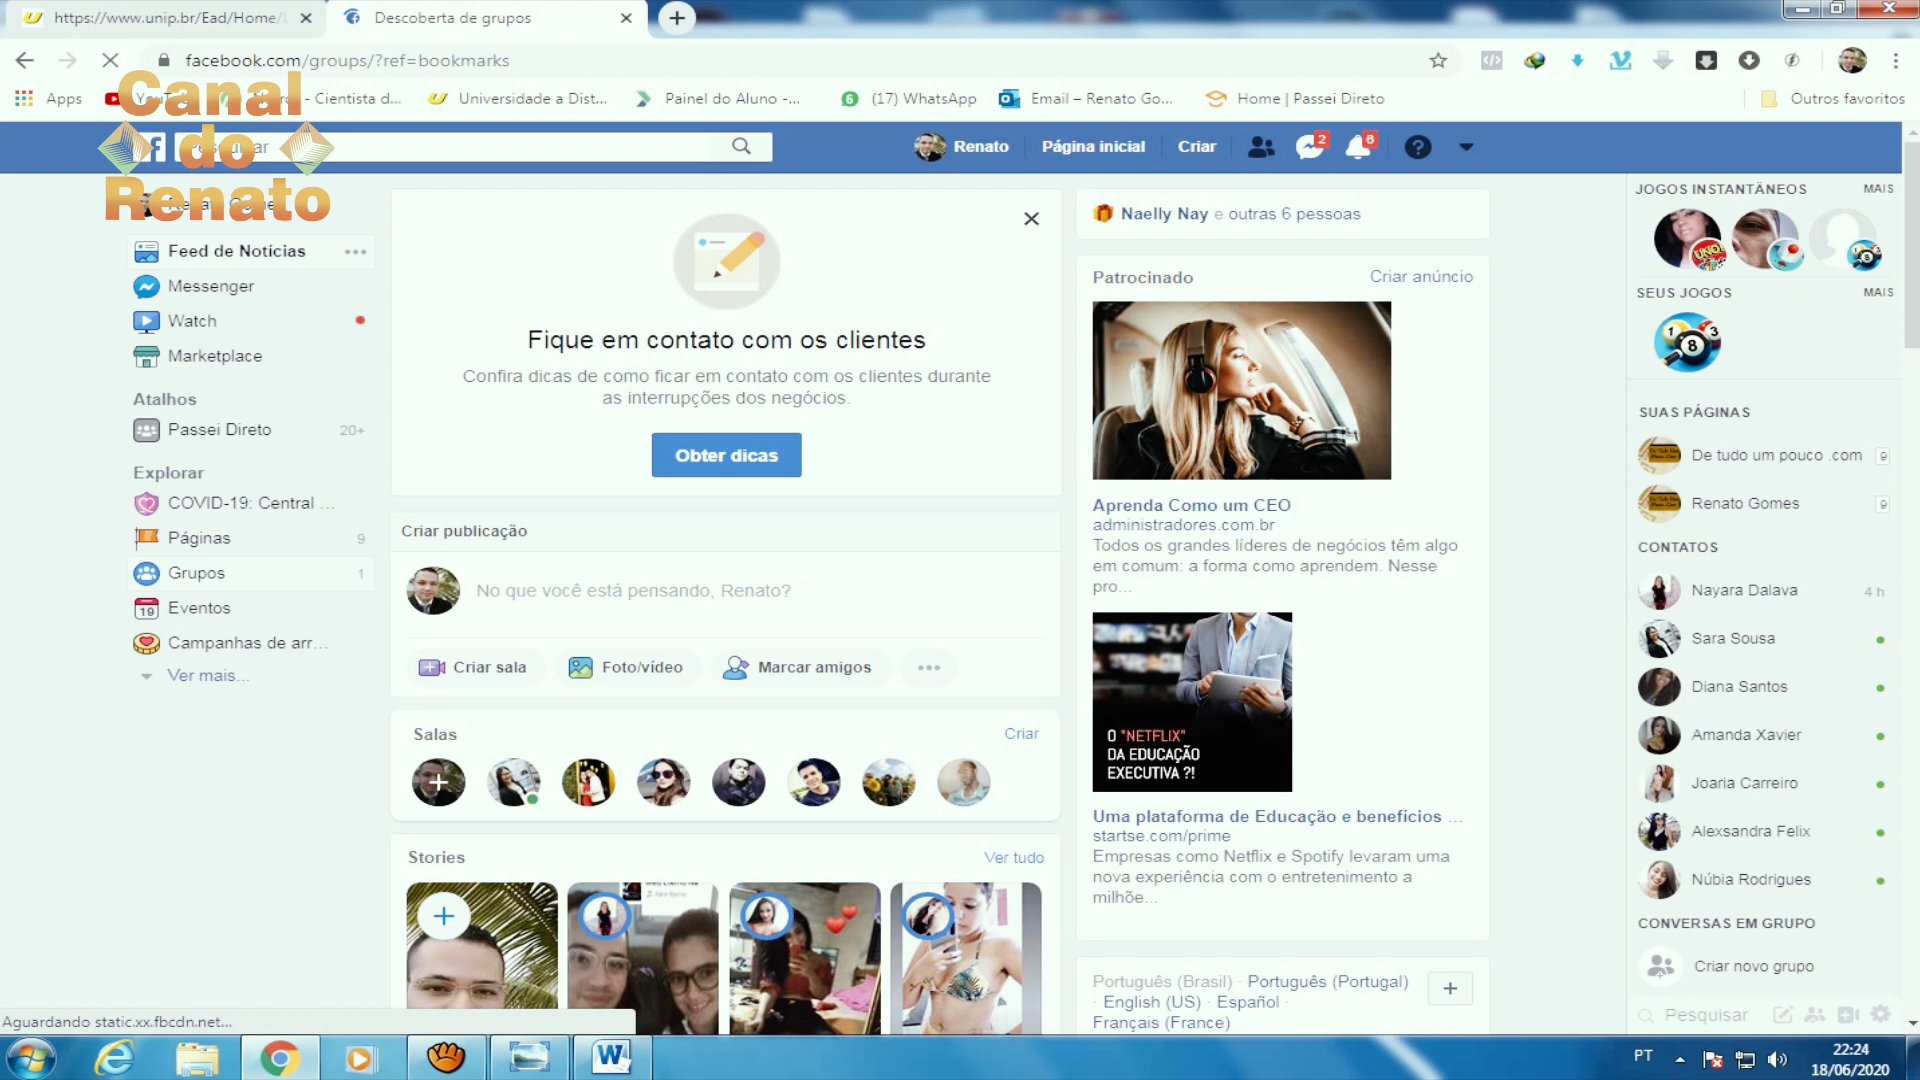 https://www.unip.br/Ead/Home/
Descoberta de grupos
facebook.com/groups/?ref=bookmarks
Apps
- Cientista d...
Universidade a Dist...
Painel do Aluno -...
(17) WhatsApp
Email – Renato Go...
Home | Passei Direto
Outros favoritos
Canal
do
Renato
Renato
Página inicial
Criar
2
6
Feed de Notícias
Messenger
Watch
Marketplace
Atalhos
Passei Direto 20+
Explorar
COVID-19: Central ...
Páginas 9
Grupos 1
Eventos
Campanhas de arr...
Ver mais...
Fique em contato com os clientes
Confira dicas de como ficar em contato com os clientes durante
as interrupções dos negócios.
Obter dicas
Criar publicação
No que você está pensando, Renato?
Criar sala
Foto/vídeo
Marcar amigos
Salas
Criar
Stories
Ver tudo
Naelly Nay e outras 6 pessoas
Patrocinado
Criar anúncio
Aprenda Como um CEO
administradores.com.br
Todos os grandes líderes de negócios têm algo
em comum: a forma como aprendem. Nesse
pro...
O "NETFLIX"
DA EDUCAÇÃO
EXECUTIVA ?!
Uma plataforma de Educação e benefícios ...
startse.com/prime
Empresas como Netflix e Spotify levaram uma
nova experiência com o entretenimento a
milhõe...
Português (Brasil) · Português (Portugal)
· English (US) · Español ·
Français (France)
JOGOS INSTANTÂNEOS MAIS
UNO
SEUS JOGOS MAIS
SUAS PÁGINAS
De tudo um pouco .com 9
Renato Gomes 9
CONTATOS
Nayara Dalava 4 h
Sara Sousa
Diana Santos
Amanda Xavier
Joaria Carreiro
Alexsandra Felix
Núbia Rodrigues
CONVERSAS EM GRUPO
Criar novo grupo
Pesquisar
Aguardando static.xx.fbcdn.net...
PT
22:24
18/06/2020